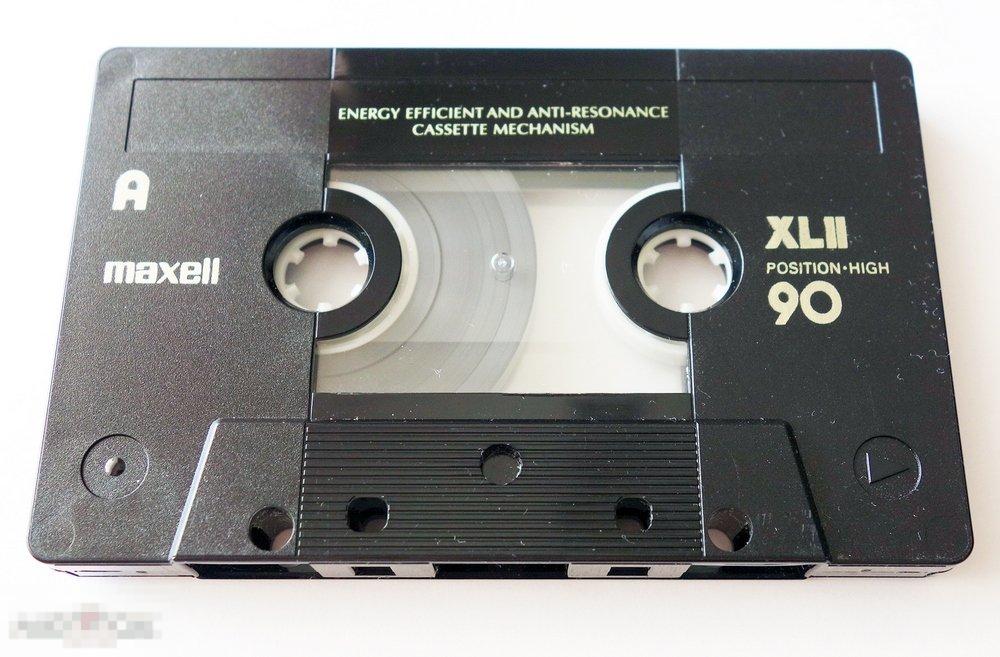 ENERGY EFFICIENT AND ANTI-RESONANCE
CASSETTE MECHANISM
A
maxell
XLII
POSITION·HIGH
90